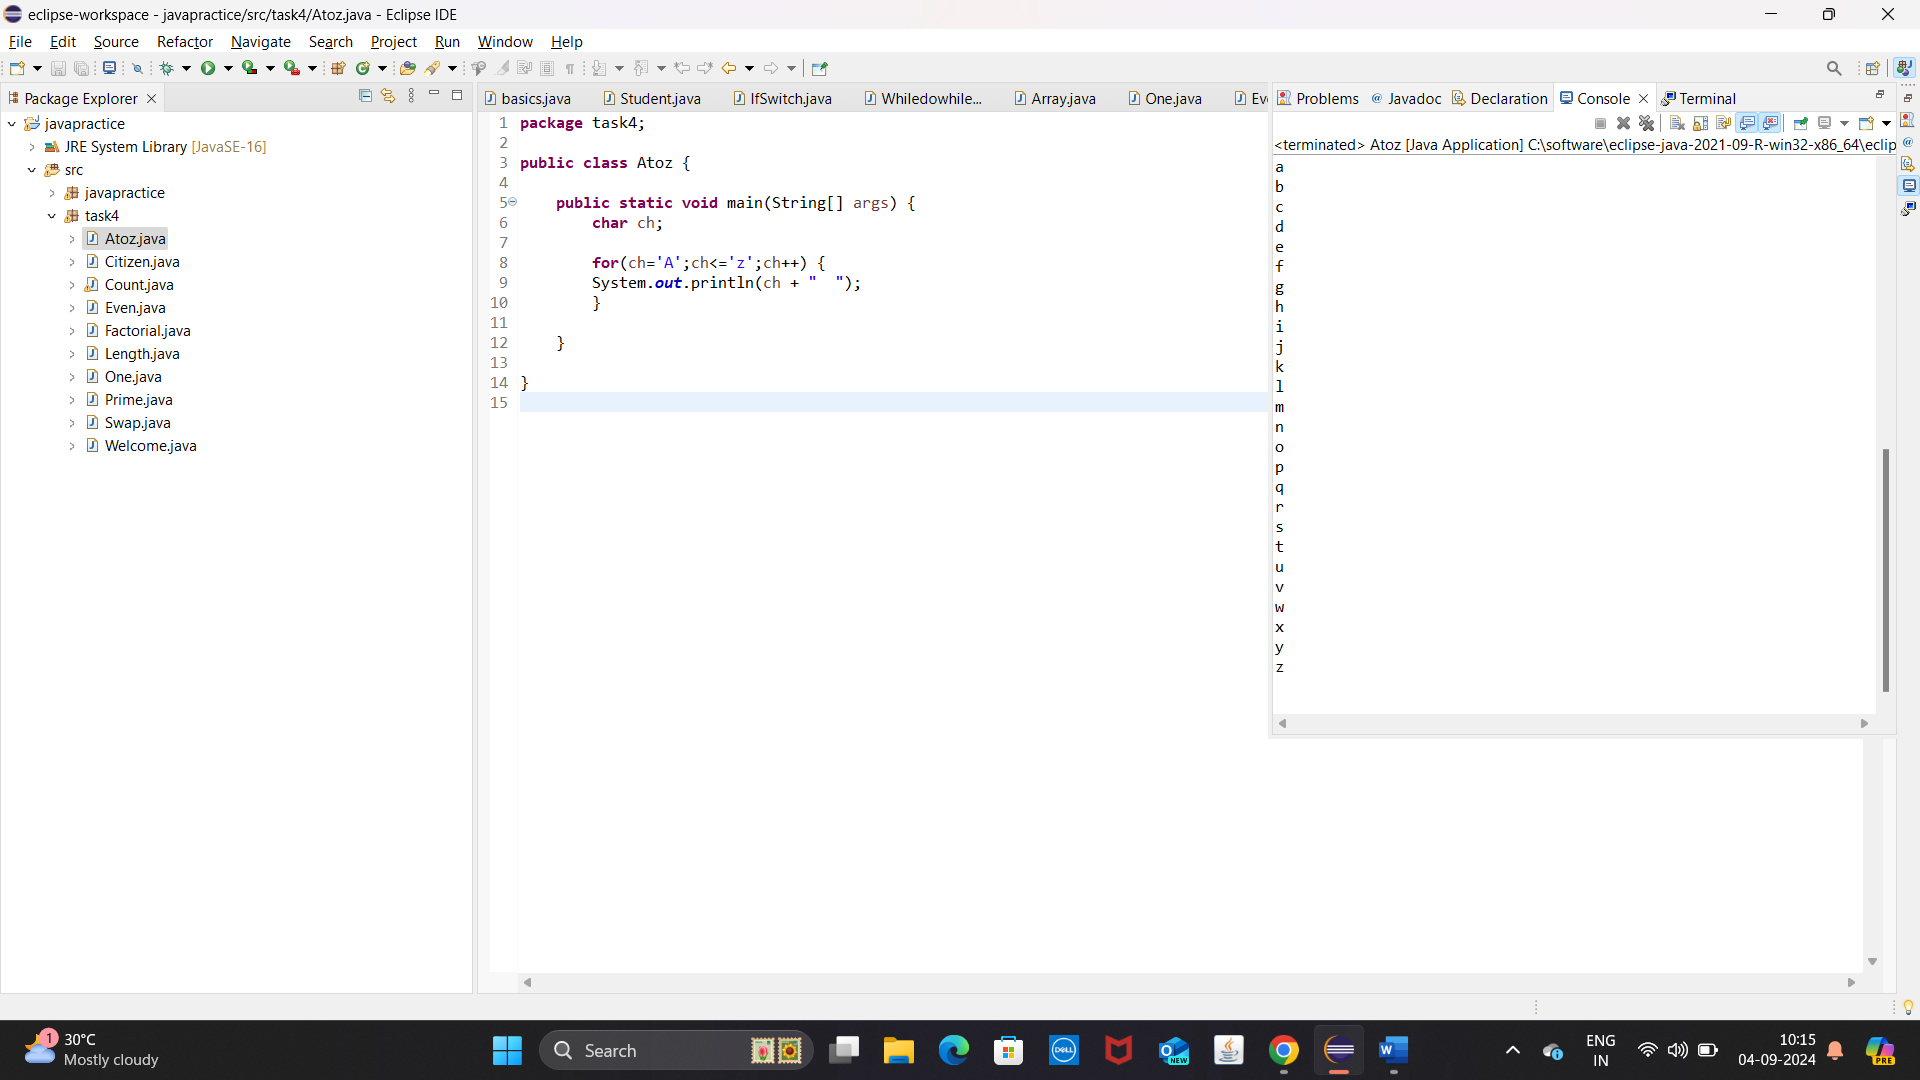 eclipse-workspace - javapractice/src/task4/Atoz.java - Eclipse IDE
File Edit Source Refactor Navigate Search Project Run Window Help
Package Explorer
javapractice
JRE System Library [JavaSE-16]
src
javapractice
task4
Atoz.java
Citizen.java
Count.java
Even.java
Factorial.java
Length.java
One.java
Prime.java
Swap.java
Welcome.java
basics.java Student.java IfSwitch.java Whiledowhile... Array.java One.java Ev
1 package task4;
2
3 public class Atoz {
4
5 public static void main(String[] args) {
6 char ch;
7
8 for(ch='A';ch<='z';ch++) {
9 System.out.println(ch + "  ");
10 }
11
12 }
13
14 }
15
Problems Javadoc Declaration Console Terminal
<terminated> Atoz [Java Application] C:\software\eclipse-java-2021-09-R-win32-x86_64\eclip
a
b
c
d
e
f
g
h
i
j
k
l
m
n
o
p
q
r
s
t
u
v
w
x
y
z
1
30°C
Mostly cloudy
Search
DELL
NEW
W
ENG
IN
10:15
04-09-2024
PRE